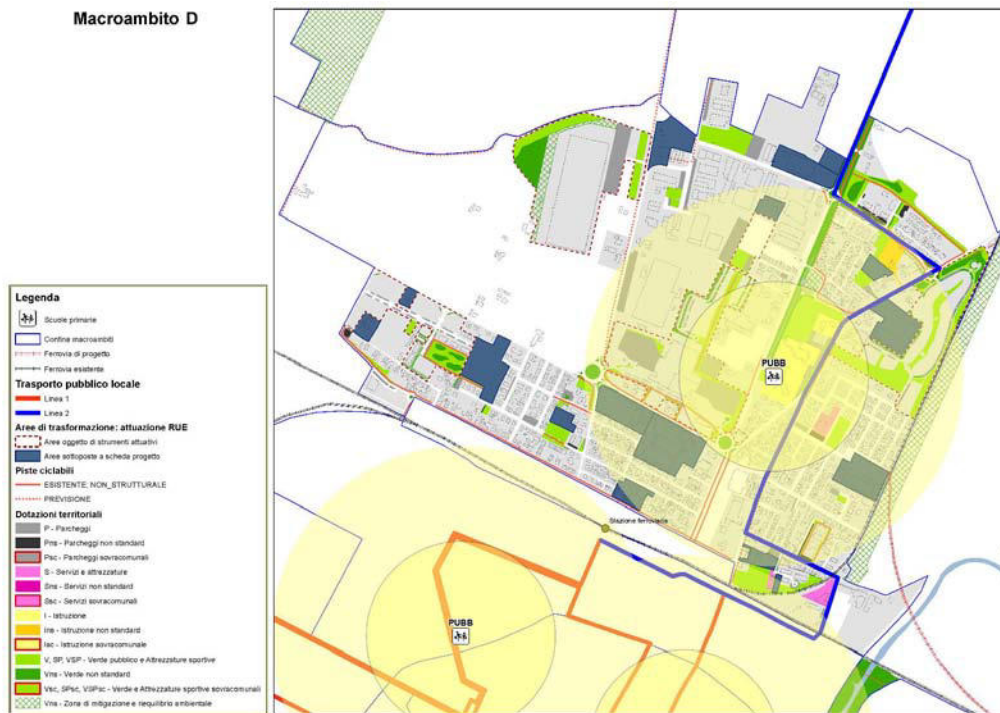 Macroambito D
Legenda
Scuole primarie
Confine macroambiti
Ferrovia di progetto
Ferrovia esistente
Trasporto pubblico locale
Linea 1
Linea 2
Aree di trasformazione: attuazione RUE
Aree oggetto di strumenti attuativi
Aree sottoposte a scheda progetto
Piste ciclabili
ESISTENTE; NON_STRUTTURALE
PREVISIONE
Dotazioni territoriali
P - Parcheggi
Pns - Parcheggi non standard
Psc - Parcheggi sovracomunali
S - Servizi e attrezzature
Sns - Servizi non standard
Ssc - Servizi sovracomunali
I - Istruzione
Ins - Istruzione non standard
Isc - Istruzione sovracomunale
V, SP, VSP - Verde pubblico e Attrezzature sportive
Vns - Verde non standard
Vsc, SPsc, VSPsc - Verde e Attrezzature sportive sovracomunali
Vris - Zona di mitigazione e riequilibrio ambientale
PUBB
Stazione ferroviaria
PUBB